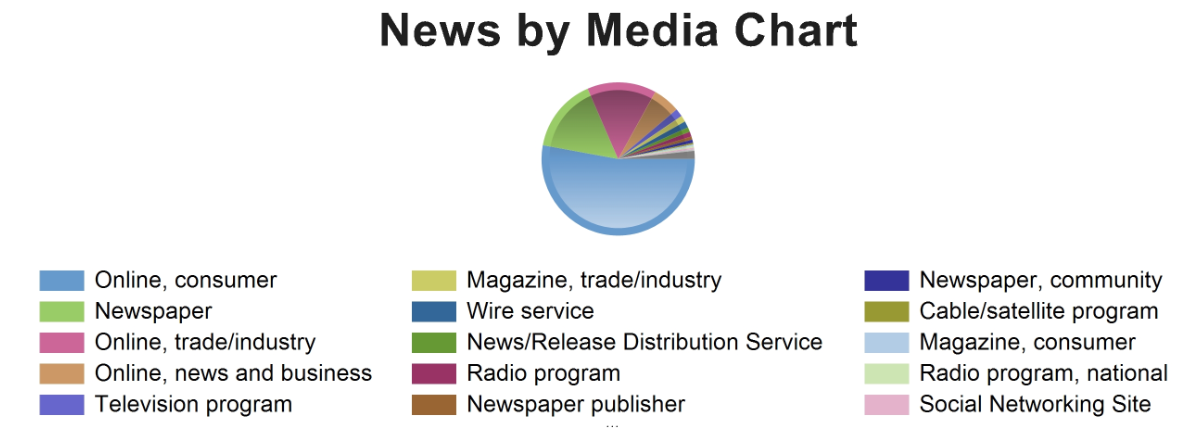 News by Media Chart
Online, consumer
Newspaper
Online, trade/industry
Online, news and business
Television program
Magazine, trade/industry
Wire service
News/Release Distribution Service
Radio program
Newspaper publisher
Newspaper, community
Cable/satellite program
Magazine, consumer
Radio program, national
Social Networking Site